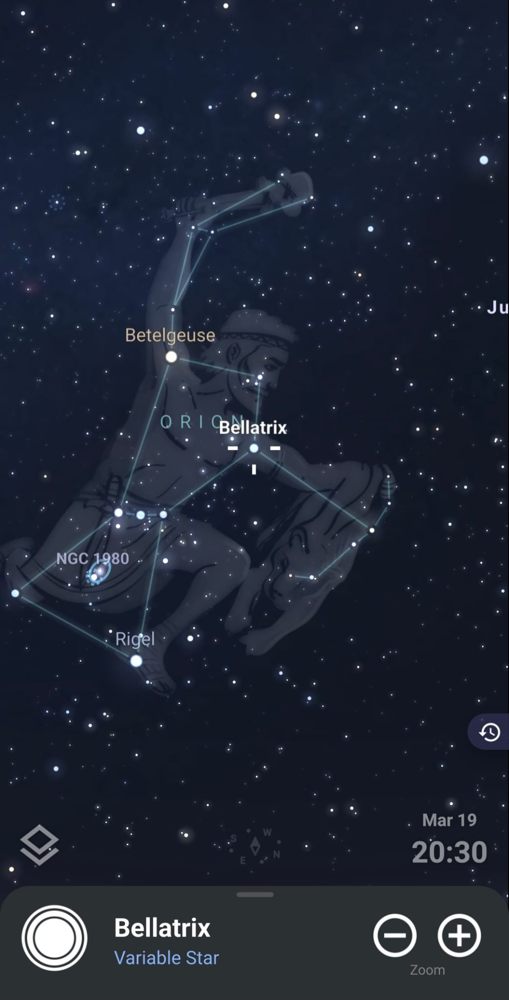 Ju
Betelgeuse
ORION
Bellatrix
NGC 1980
Rigel
Mar 19
20:30
S W
E N
Bellatrix
Variable Star
Zoom